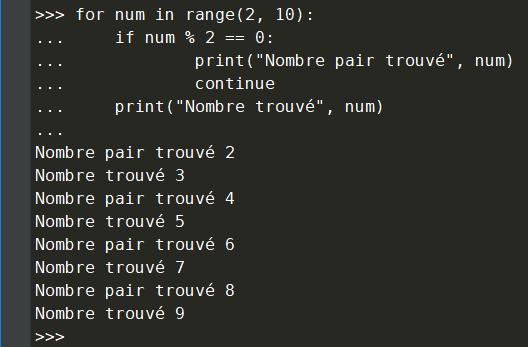 >>> for num in range(2, 10):
...     if num % 2 == 0:
...             print("Nombre pair trouvé", num)
...             continue
...     print("Nombre trouvé", num)
...
Nombre pair trouvé 2
Nombre trouvé 3
Nombre pair trouvé 4
Nombre trouvé 5
Nombre pair trouvé 6
Nombre trouvé 7
Nombre pair trouvé 8
Nombre trouvé 9
>>>